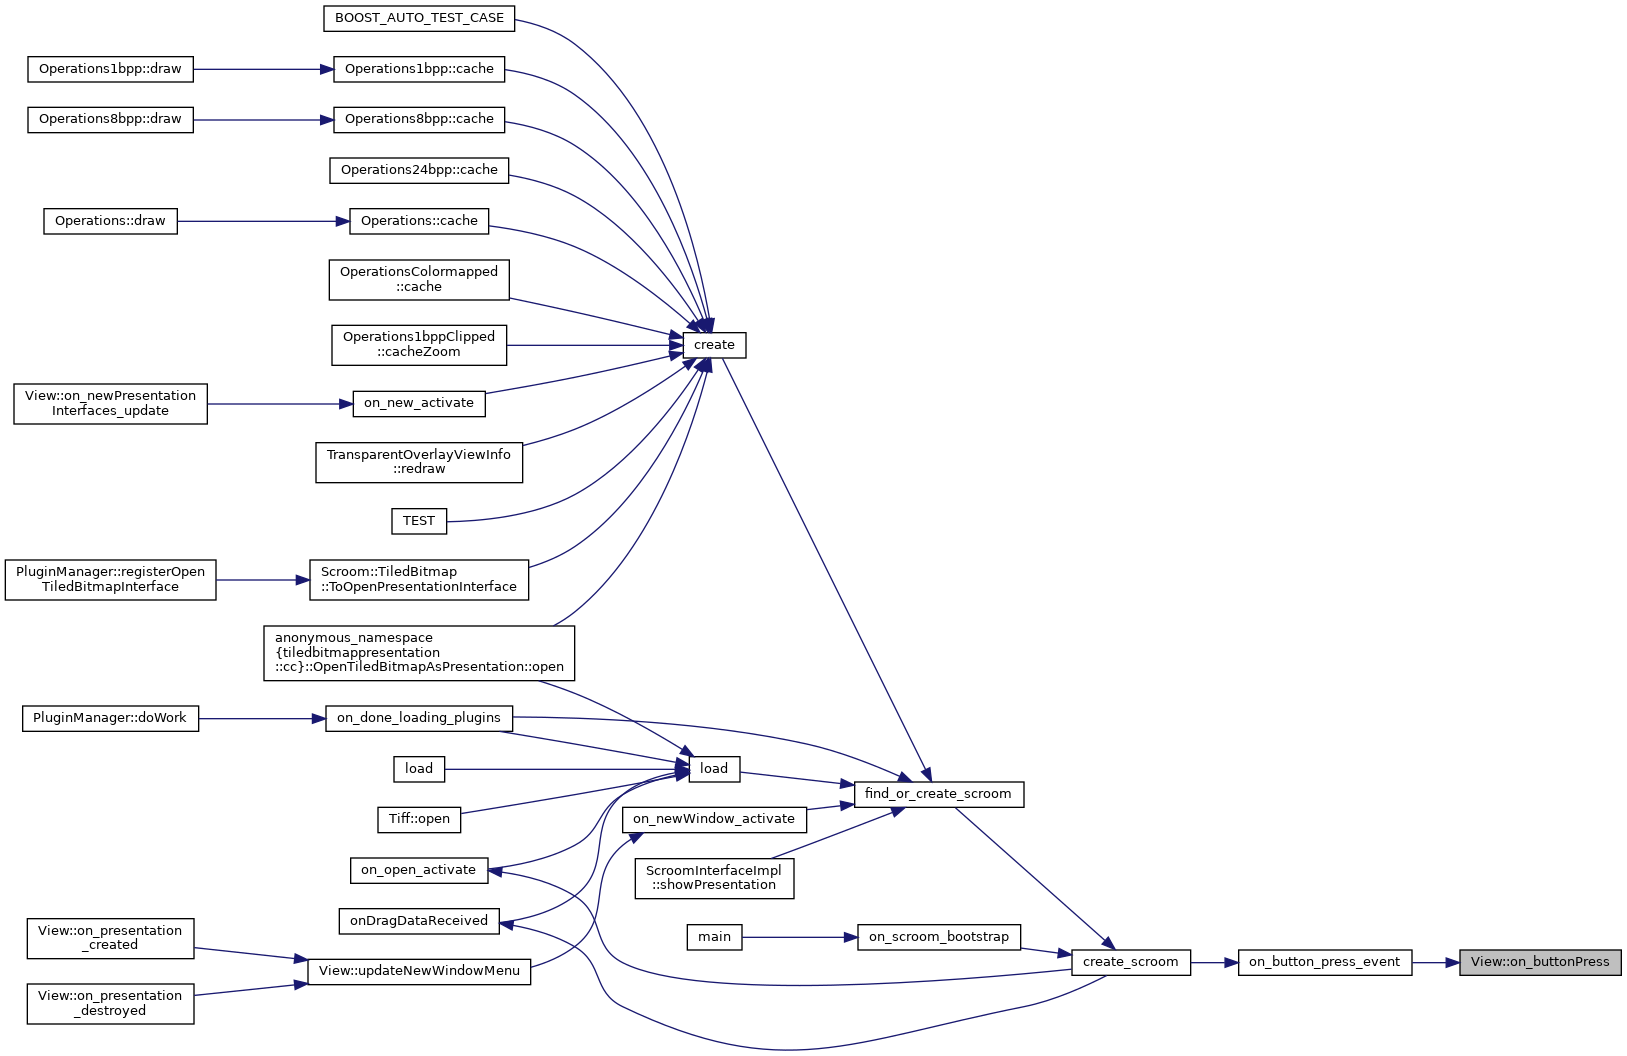 BOOST_AUTO_TEST_CASE
Operations1bpp::draw
Operations1bpp::cache
Operations8bpp::draw
Operations8bpp::cache
Operations24bpp::cache
Operations::draw
Operations::cache
OperationsColormapped
::cache
Operations1bppClipped
::cacheZoom
create
View::on_newPresentation
Interfaces_update
on_new_activate
TransparentOverlayViewInfo
::redraw
TEST
PluginManager::registerOpen
TiledBitmapInterface
Scroom::TiledBitmap
::ToOpenPresentationInterface
anonymous_namespace
{tiledbitmappresentation
::cc}::OpenTiledBitmapAsPresentation::open
PluginManager::doWork
on_done_loading_plugins
load
load
find_or_create_scroom
Tiff::open
on_newWindow_activate
on_open_activate
ScroomInterfaceImpl
::showPresentation
onDragDataReceived
View::on_presentation
_created
main
on_scroom_bootstrap
View::updateNewWindowMenu
create_scroom
on_button_press_event
View::on_buttonPress
View::on_presentation
_destroyed